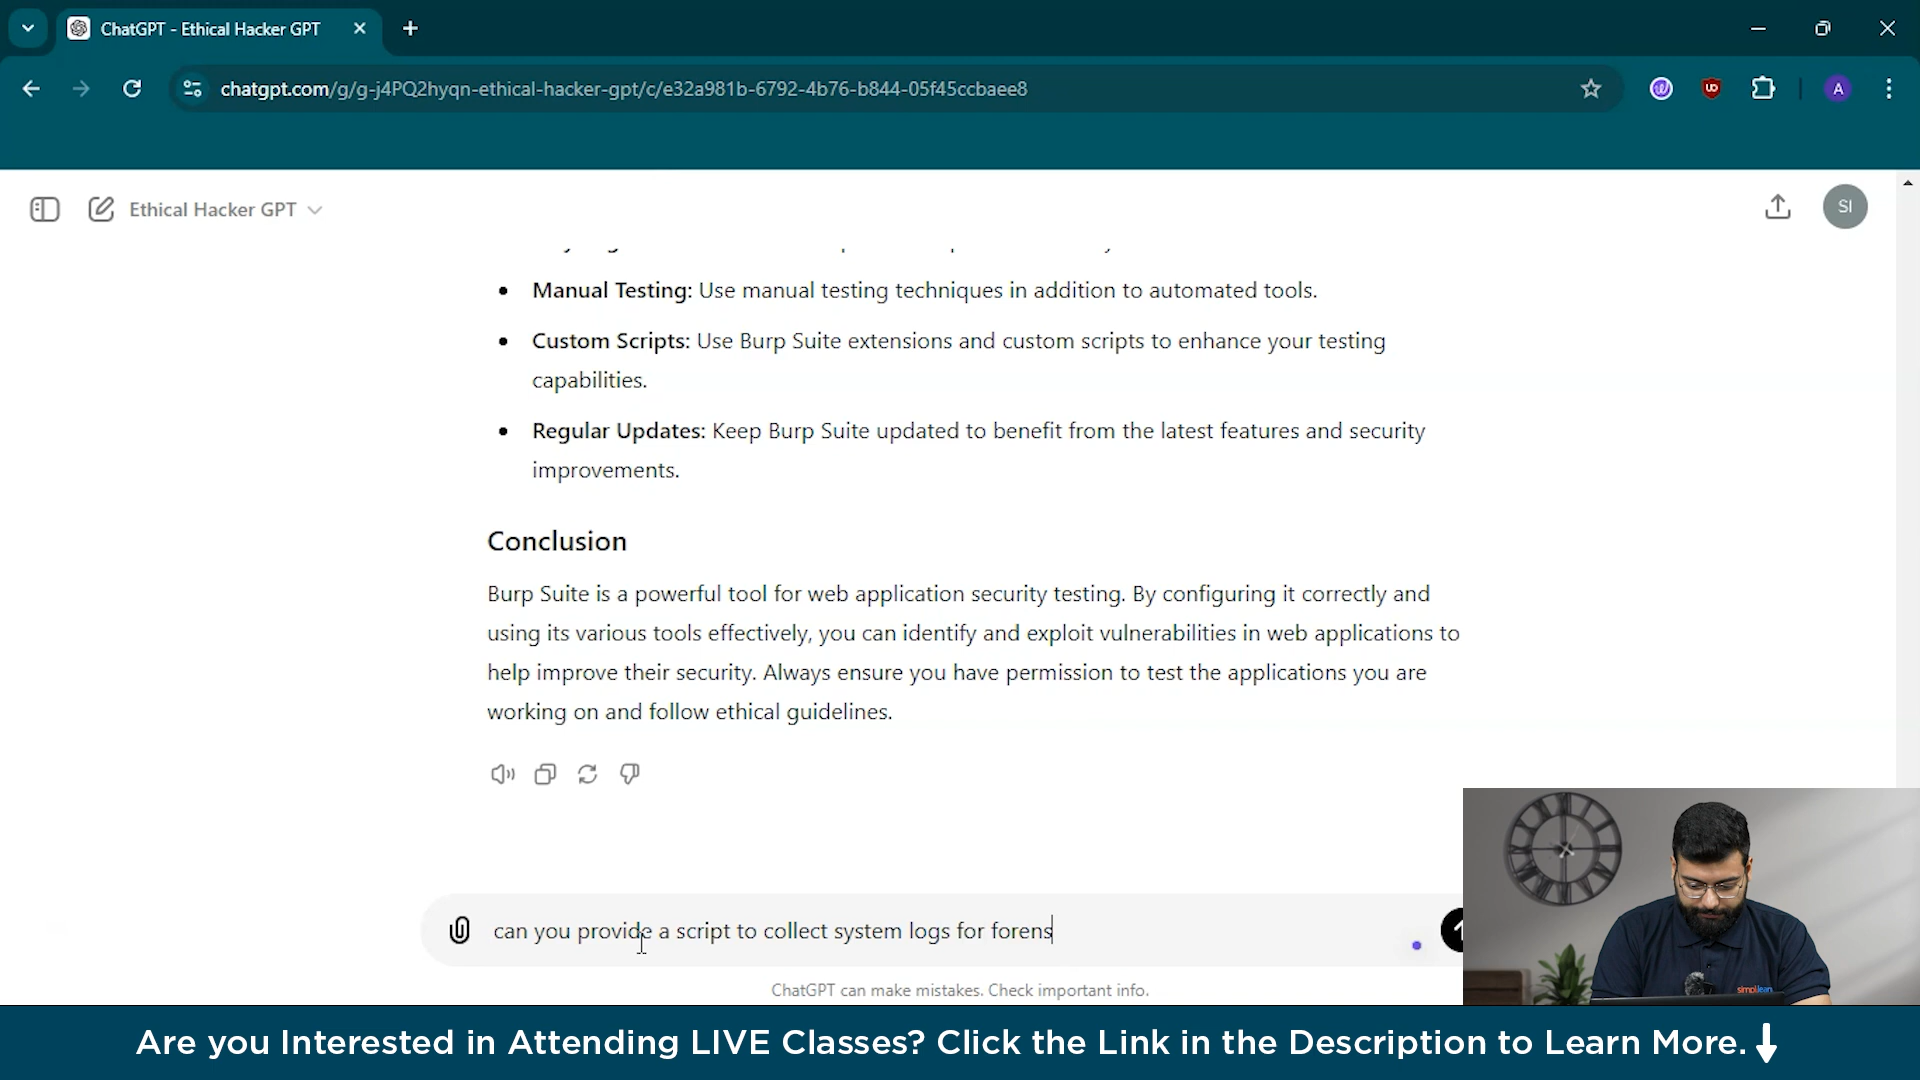 ChatGPT - Ethical Hacker GPT
chatgpt.com/g/g-j4PQ2hyqn-ethical-hacker-gpt/c/e32a981b-6792-4b76-b844-05f45ccbaee8
A
Ethical Hacker GPT
SI
Manual Testing: Use manual testing techniques in addition to automated tools.
Custom Scripts: Use Burp Suite extensions and custom scripts to enhance your testing
capabilities.
Regular Updates: Keep Burp Suite updated to benefit from the latest features and security
improvements.
Conclusion
Burp Suite is a powerful tool for web application security testing. By configuring it correctly and
using its various tools effectively, you can identify and exploit vulnerabilities in web applications to
help improve their security. Always ensure you have permission to test the applications you are
working on and follow ethical guidelines.
can you provide a script to collect system logs for forens
ChatGPT can make mistakes. Check important info.
simplilearn
Are you Interested in Attending LIVE Classes? Click the Link in the Description to Learn More.